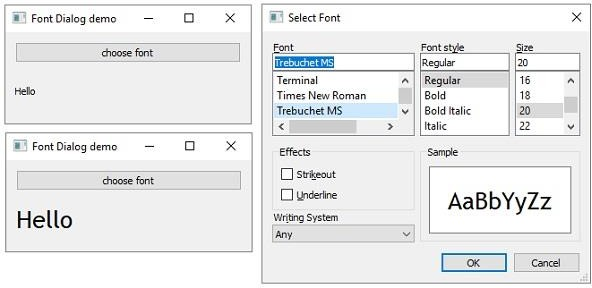 Font Dialog demo
choose font
Hello
Font Dialog demo
choose font
Hello
Select Font
Font
Trebuchet MS
Terminal
Times New Roman
Trebuchet MS
Font style
Regular
Regular
Bold
Bold Italic
Italic
Size
20
16
18
20
22
Effects
Strikeout
Underline
Sample
AaBbYyZz
Writing System
Any
OK
Cancel